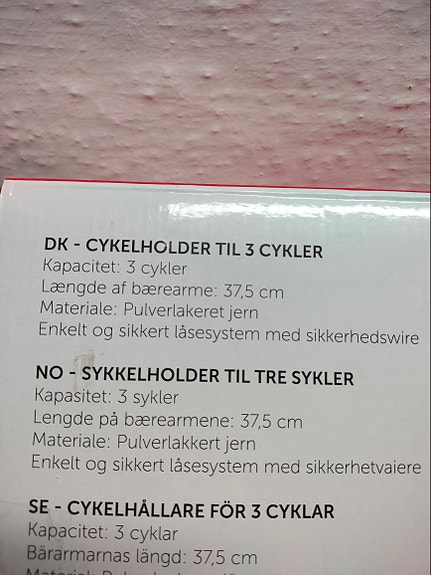 DK - CYKELHOLDER TIL 3 CYKLER
Kapacitet: 3 cykler
Længde af bærearme: 37,5 cm
Materiale: Pulverlakeret jern
Enkelt og sikkert låsesystem med sikkerhedswire
NO - SYKKELHOLDER TIL TRE SYKLER
Kapasitet: 3 sykler
Lengde på bærearmene: 37,5 cm
Materiale: Pulverlakkert jern
Enkelt og sikkert låsesystem med sikkerhetvaiere
SE - CYKELHÅLLARE FÖR 3 CYKLAR
Kapacitet: 3 cyklar
Bärarmarnas längd: 37,5 cm